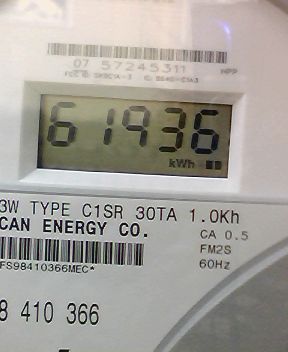 07 57245311
61936
kWh
3W TYPE C1SR 30TA 1.0Kh
CAN ENERGY CO.
CA 0.5
FM2S
60Hz
FS98410366MEC*
8 410 366